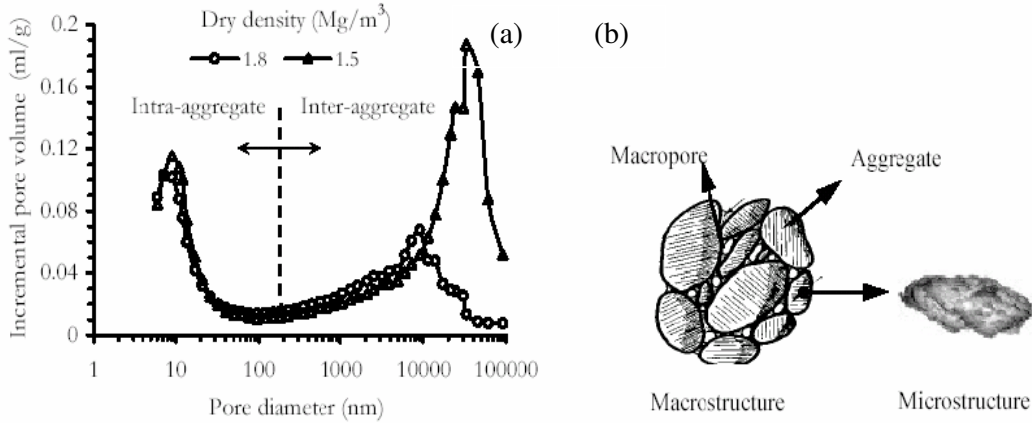 Dry density (Mg/m³)
1.8 1.5
(a)
Intra-aggregate Inter-aggregate
Incremental pore volume (ml/g)
0.2
0.16
0.12
0.08
0.04
0
1 10 100 1000 10000 100000
Pore diameter (nm)
(b)
Macropore
Aggregate
Macrostructure
Microstructure